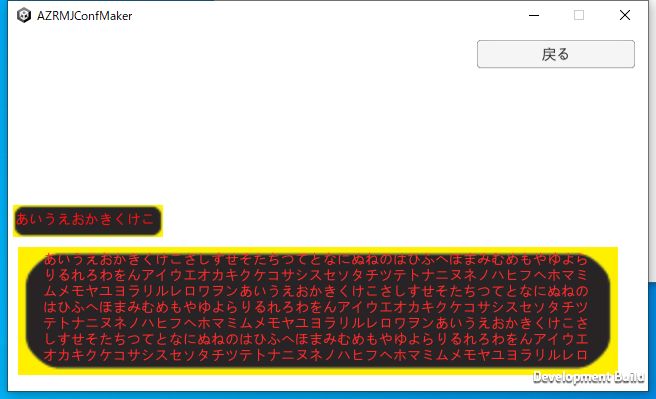 AZRMJConfMaker
戻る
あいうえおかきくけこ
あいうえおかきくけこさしすせそたちつてとなにぬねのはひふへほまみむめもやゆよら
りるれろわをんアイウエオカキクケコサシスセソタチツテトナニヌネノハヒフヘホマミ
ムメモヤユヨラリルレロワヲンあいうえおかきくけこさしすせそたちつてとなにぬねの
はひふへほまみむめもやゆよらりるれろわをんアイウエオカキクケコサシスセソタチツ
テトナニヌネノハヒフヘホマミムメモヤユヨラリルレロワヲンあいうえおかきくけこさ
しすせそたちつてとなにぬねのはひふへほまみむめもやゆよらりるれろわをんアイウエ
オカキクケコサシスセソタチツテトナニヌネノハヒフヘホマミムメモヤユヨラリルレロ
Development Build